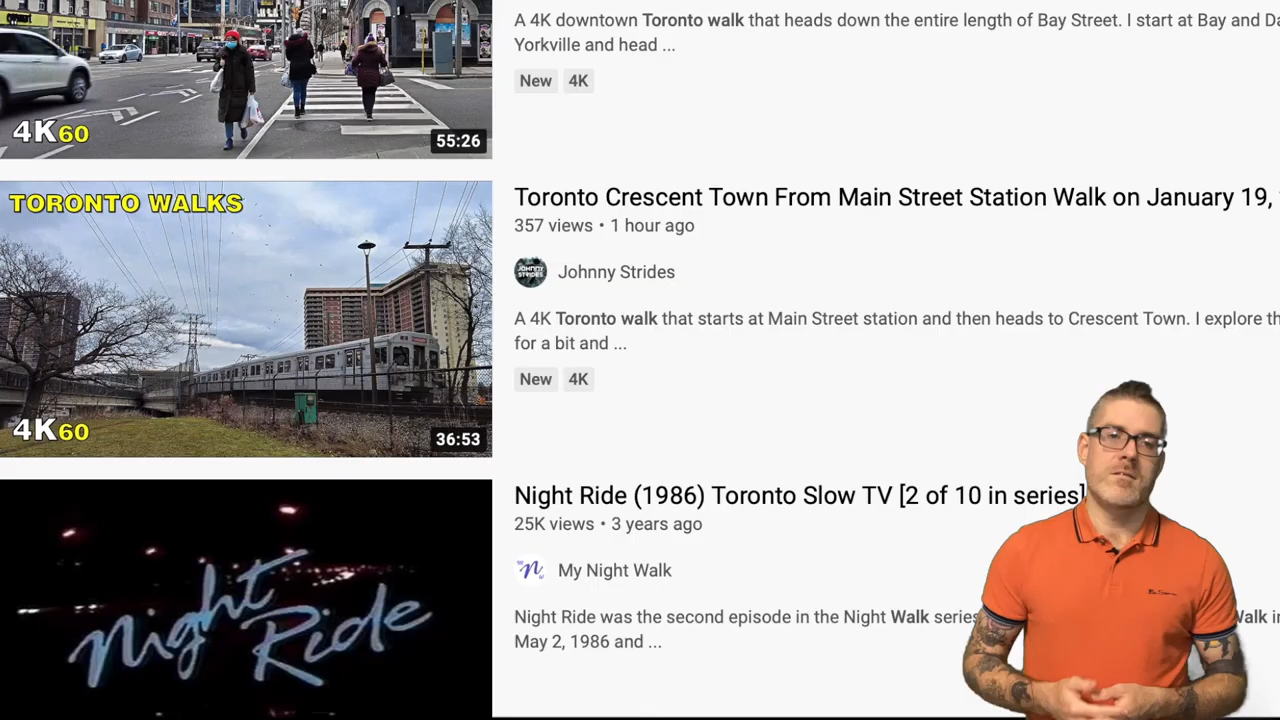 A 4K downtown Toronto walk that heads down the entire length of Bay Street. I start at Bay and Da
Yorkville and head ...
New 4K
4K60
55:26
TORONTO WALKS
4K60
36:53
Toronto Crescent Town From Main Street Station Walk on January 19,
357 views • 1 hour ago
JOHNNY STRIDES
Johnny Strides
A 4K Toronto walk that starts at Main Street station and then heads to Crescent Town. I explore th
for a bit and ...
New 4K
Night Ride
Night Ride (1986) Toronto Slow TV [2 of 10 in series]
25K views • 3 years ago
My Night Walk
Night Ride was the second episode in the Night Walk series Walk in
May 2, 1986 and ...
Ben Sherman